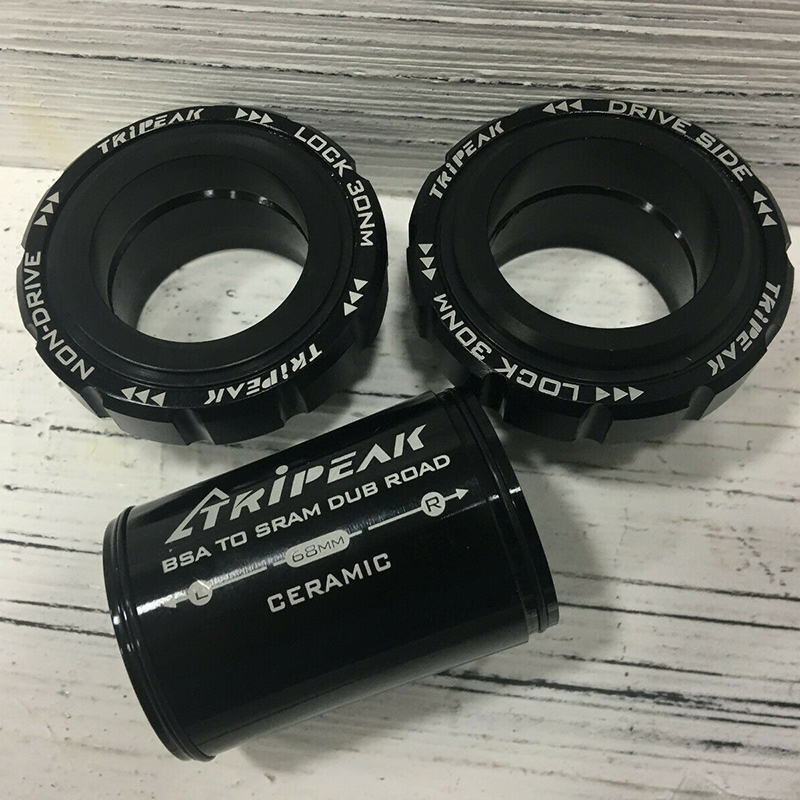 TRiPEAK
LOCK 30NM
TRiPEAK
NON-DRIVE
TRiPEAK
DRIVE SIDE
TRiPEAK
LOCK 30NM
TRiPEAK
BSA TO SRAM DUB ROAD
L 68MM R
CERAMIC